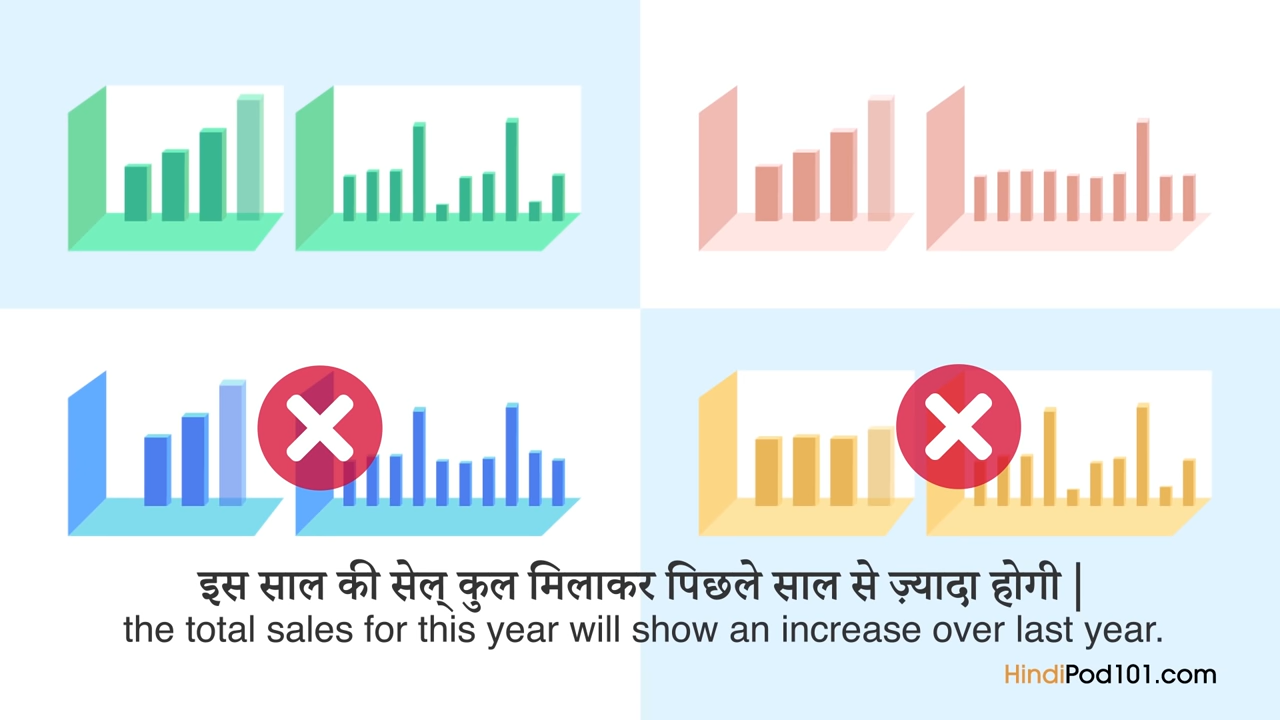 इस साल की सेल् कुल मिलाकर पिछले साल से ज़्यादा होगी |
the total sales for this year will show an increase over last year.
HindiPod101.com